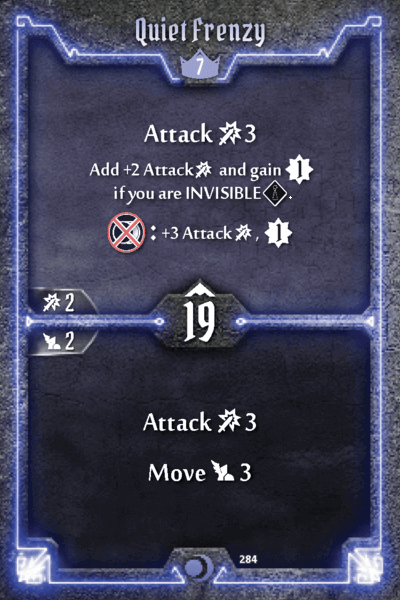 Quiet Frenzy
7
Attack 3
Add +2 Attack and gain 1
if you are INVISIBLE.
: +3 Attack, 1
2
19
2
Attack 3
Move 3
284